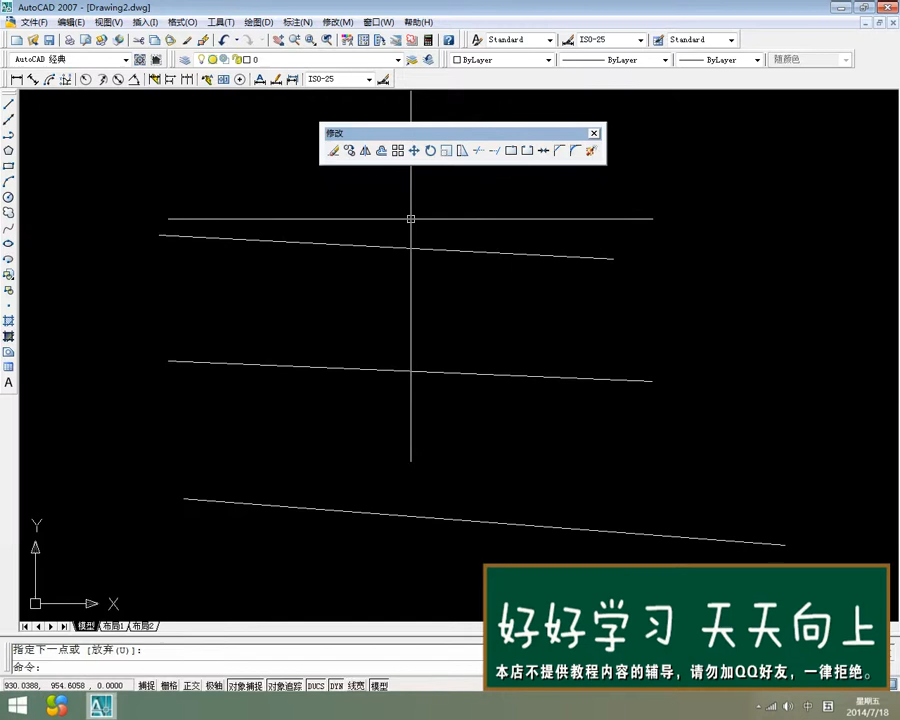 AutoCAD 2007 - [Drawing2.dwg]
文件(F) 编辑(E) 视图(V) 插入(I) 格式(O) 工具(T) 绘图(D) 标注(N) 修改(M) 窗口(W) 帮助(H)
Standard ISO-25 Standard
AutoCAD 经典 0 ByLayer ByLayer ByLayer 随颜色
ISO-25
修改
A
Y
X
模型 布局1 布局2
好好学习 天天向上
本店不提供教程内容的辅导，请勿加QQ好友，一律拒绝。
指定下一点或 [放弃(U)]:
命令:
930.0388, 954.6058 , 0.0000 捕捉 栅格 正交 极轴 对象捕捉 对象追踪 DUCS DYN 线宽 模型
中 星期五
2014/7/18